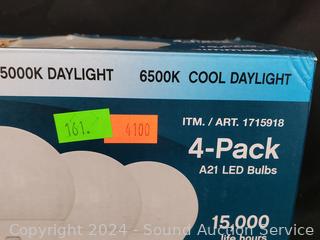 5000K DAYLIGHT
6500K COOL DAYLIGHT
ITM. / ART. 1715918
161.
4100
4-Pack
A21 LED Bulbs
15,000
life hours
Copyright 2024 - Sound Auction Service